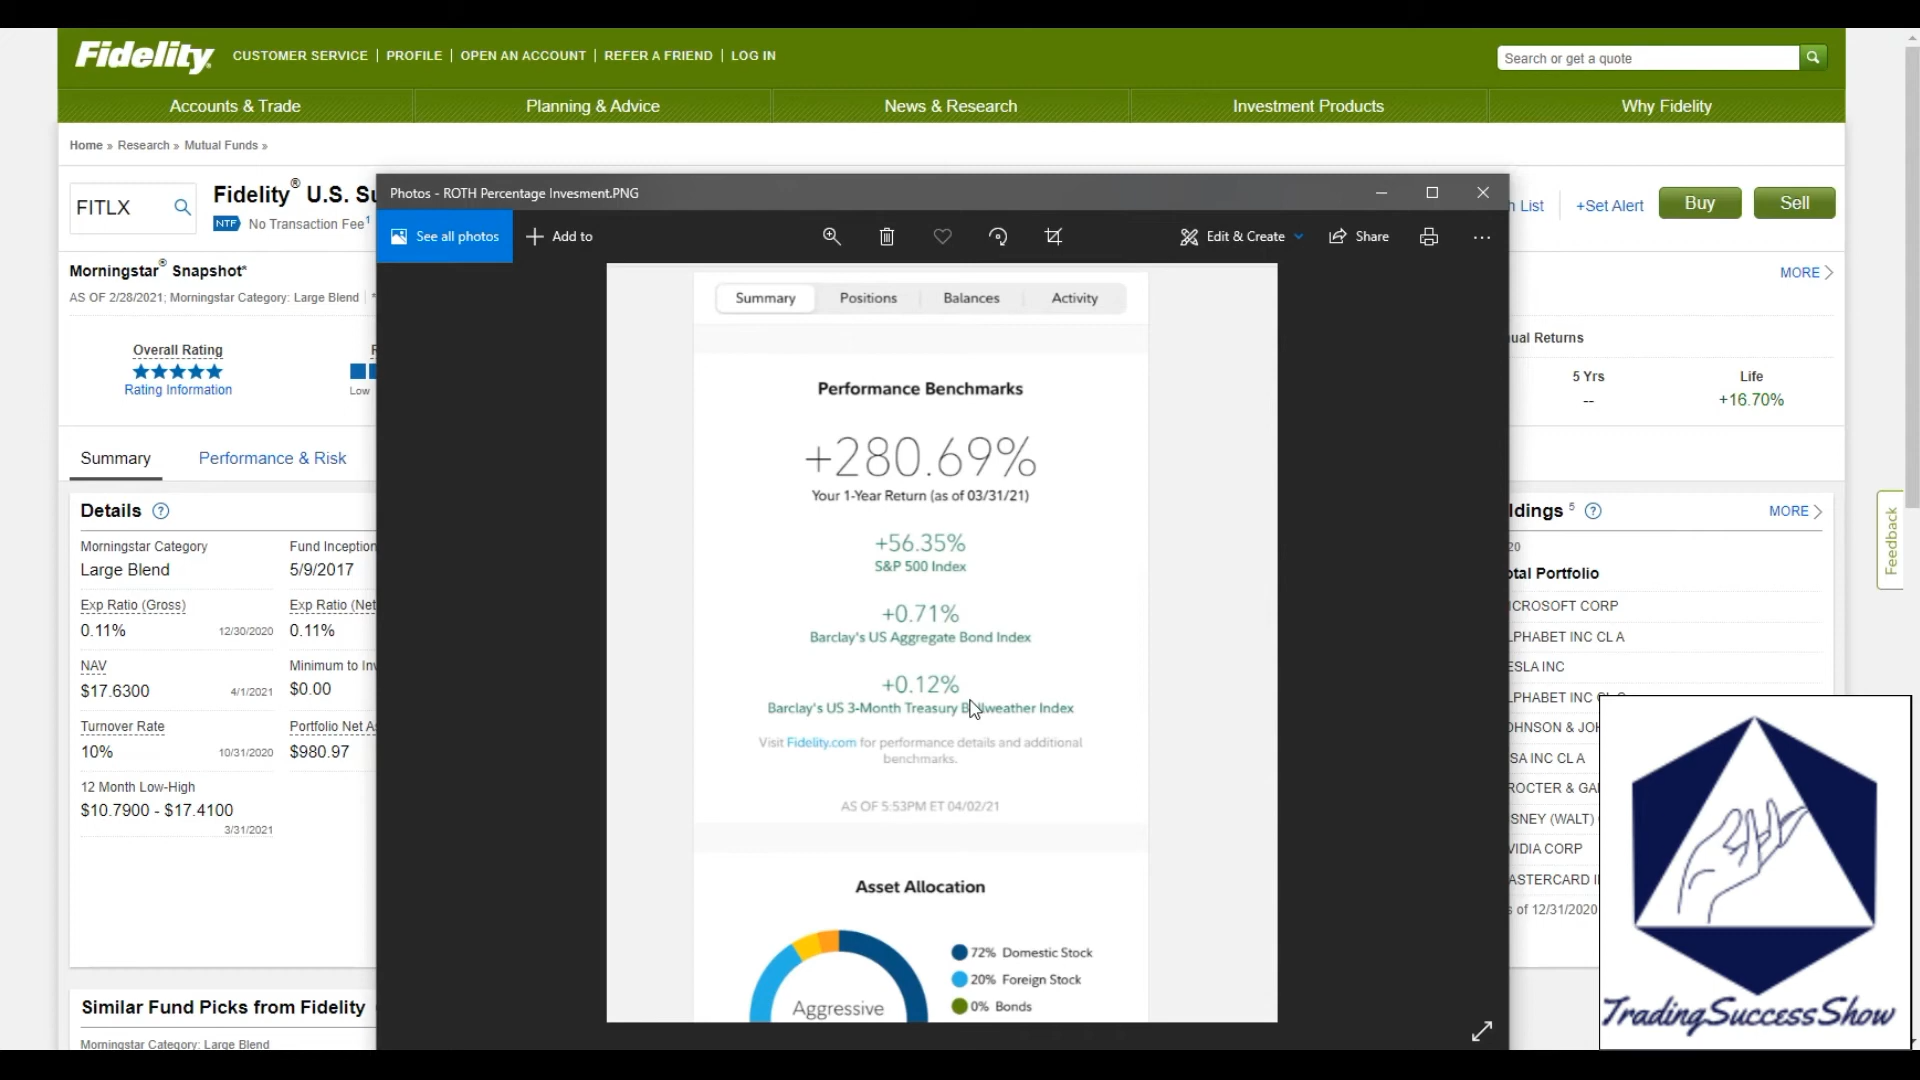 Fidelity
CUSTOMER SERVICE | PROFILE | OPEN AN ACCOUNT | REFER A FRIEND | LOG IN
Search or get a quote
Accounts & Trade
Planning & Advice
News & Research
Investment Products
Why Fidelity
Home » Research » Mutual Funds »
FITLX
Fidelity® U.S.
NTF No Transaction Fee1
List
+Set Alert
Buy
Sell
Photos - ROTH Percentage Invesment.PNG
See all photos
Add to
Edit & Create
Share
Morningstar® Snapshot*
AS OF 2/28/2021; Morningstar Category: Large Blend
MORE
Overall Rating
Rating Information
Low
Returns
5 Yrs
Life
--
+16.70%
Summary
Performance & Risk
Summary
Positions
Balances
Activity
Performance Benchmarks
+280.69%
Your 1-Year Return (as of 03/31/21)
+56.35%
S&P 500 Index
+0.71%
Barclay's US Aggregate Bond Index
+0.12%
Barclay's US 3-Month Treasury Bellweather Index
Visit Fidelity.com for performance details and additional
benchmarks.
AS OF 5:53PM ET 04/02/21
Asset Allocation
Aggressive
72% Domestic Stock
20% Foreign Stock
0% Bonds
Details
Morningstar Category
Large Blend
Fund Inception
5/9/2017
Exp Ratio (Gross)
0.11%
12/30/2020
Exp Ratio (Net
0.11%
NAV
$17.6300
4/1/2021
Minimum to Inv
$0.00
Turnover Rate
10%
10/31/2020
Portfolio Net A
$980.97
12 Month Low-High
$10.7900 - $17.4100
3/31/2021
Similar Fund Picks from Fidelity
Morningstar Category: Large Blend
ldings 5
MORE
20
otal Portfolio
ICROSOFT CORP
LPHABET INC CL A
ESLA INC
LPHABET INC
OHNSON & JOH
SA INC CL A
ROCTER & GA
SNEY (WALT)
VIDIA CORP
ASTERCARD
of 12/31/2020
Feedback
TradingSuccessShow